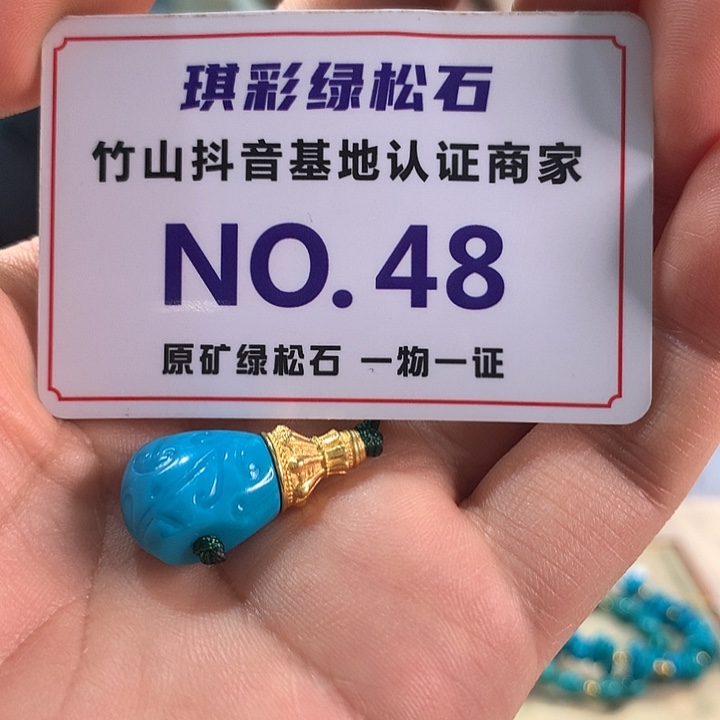 琪彩绿松石
竹山抖音基地认证商家
NO.48
原矿绿松石 一物一证